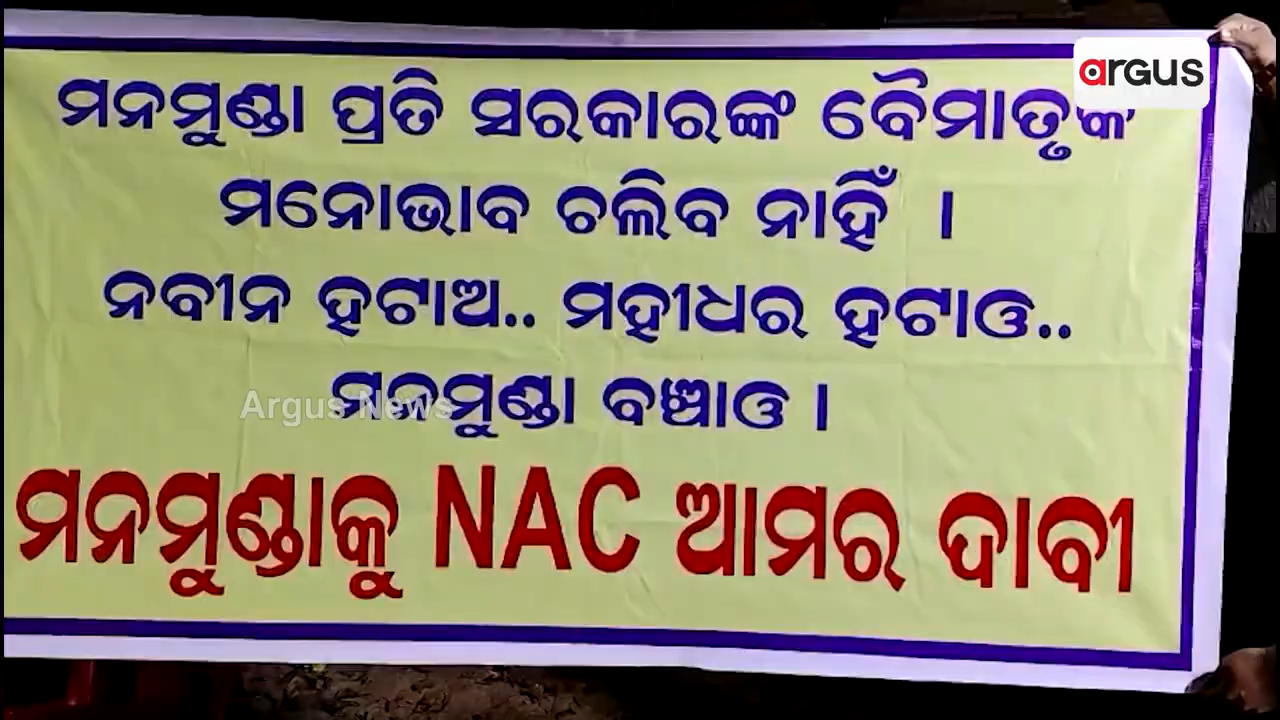 argus
ମନମୁଣ୍ଡା ପ୍ରତି ସରକାରଙ୍କ ବୈମାତୃକ
ମନୋଭାବ ଚଲିବ ନାହିଁ ।
ନବୀନ ହଟାଅ.. ମହୀଧର ହଟାଓ..
ମନମୁଣ୍ଡା ବଞ୍ଚାଓ ।
Argus News
ମନମୁଣ୍ଡାକୁ NAC ଆମର ଦାବୀ